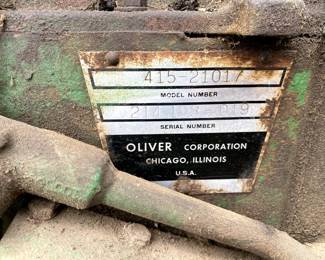 415-21017
MODEL NUMBER
SERIAL NUMBER
OLIVER CORPORATION
CHICAGO, ILLINOIS
U.S.A.